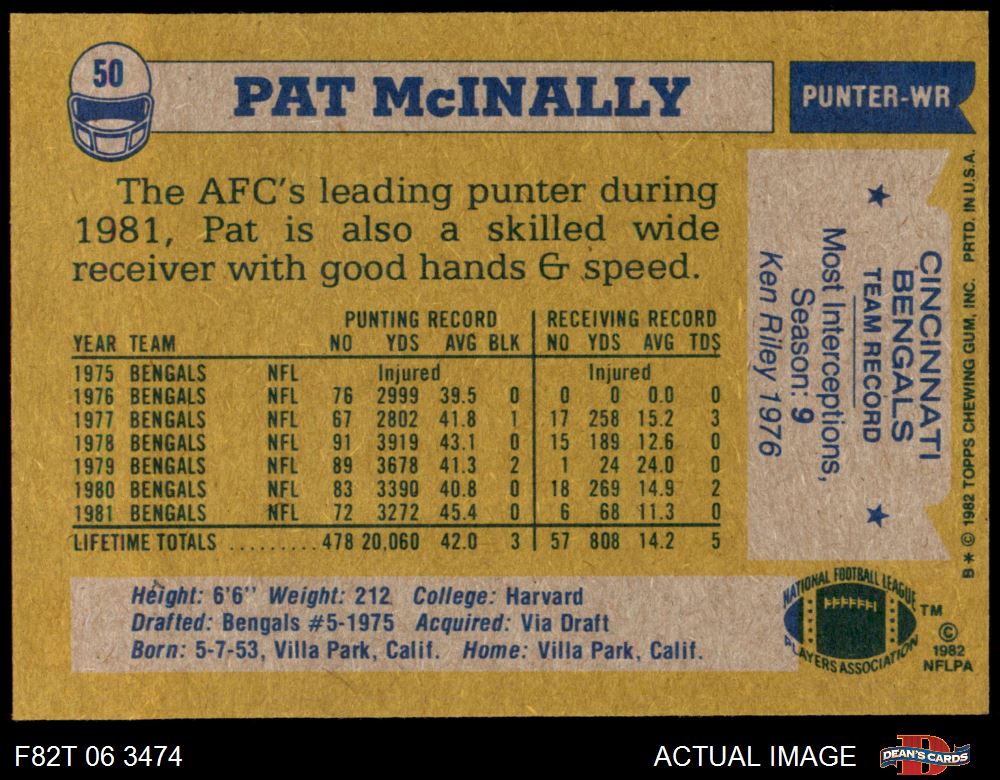 50
PAT McINALLY
PUNTER-WR
The AFC's leading punter during
1981, Pat is also a skilled wide
receiver with good hands & speed.
PUNTING RECORD RECEIVING RECORD
YEAR TEAM NO YDS AVG BLK NO YDS AVG TDS
1975 BENGALS NFL Injured Injured
1976 BENGALS NFL 76 2999 39.5 0 0 0 0.0 0
1977 BENGALS NFL 67 2802 41.8 1 17 258 15.2 3
1978 BENGALS NFL 91 3919 43.1 0 15 189 12.6 0
1979 BENGALS NFL 89 3678 41.3 2 1 24 24.0 0
1980 BENGALS NFL 83 3390 40.8 0 18 269 14.9 2
1981 BENGALS NFL 72 3272 45.4 0 6 68 11.3 0
LIFETIME TOTALS .........478 20,060 42.0 3 57 808 14.2 5
CINCINNATI
BENGALS
TEAM RECORD
Most Interceptions,
Season: 9
Ken Riley 1976
B * © 1982 TOPPS CHEWING GUM, INC. PRTD. IN U.S.A.
Height: 6'6" Weight: 212 College: Harvard
Drafted: Bengals #5-1975 Acquired: Via Draft
Born: 5-7-53, Villa Park, Calif. Home: Villa Park, Calif.
NATIONAL FOOTBALL LEAGUE
PLAYERS ASSOCIATION
TM
©
1982
NFLPA
F82T 06 3474
ACTUAL IMAGE
DEAN'S CARDS